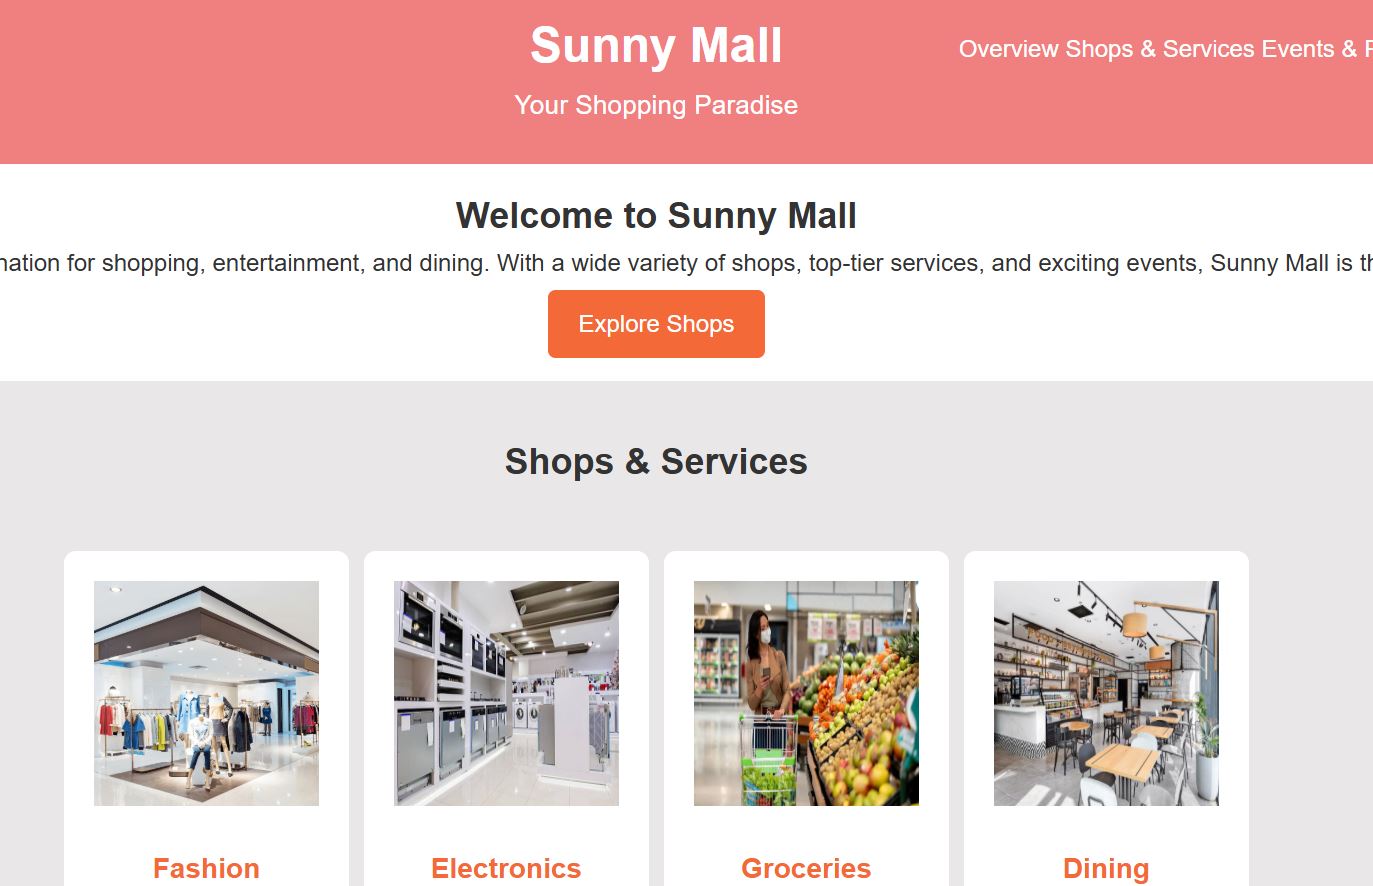 Sunny Mall
Overview Shops & Services Events &
Your Shopping Paradise
Welcome to Sunny Mall
for shopping, entertainment, and dining. With a wide variety of shops, top-tier services, and exciting events, Sunny Mall is
Explore Shops
Shops & Services
Fashion
Electronics
Groceries
Dining